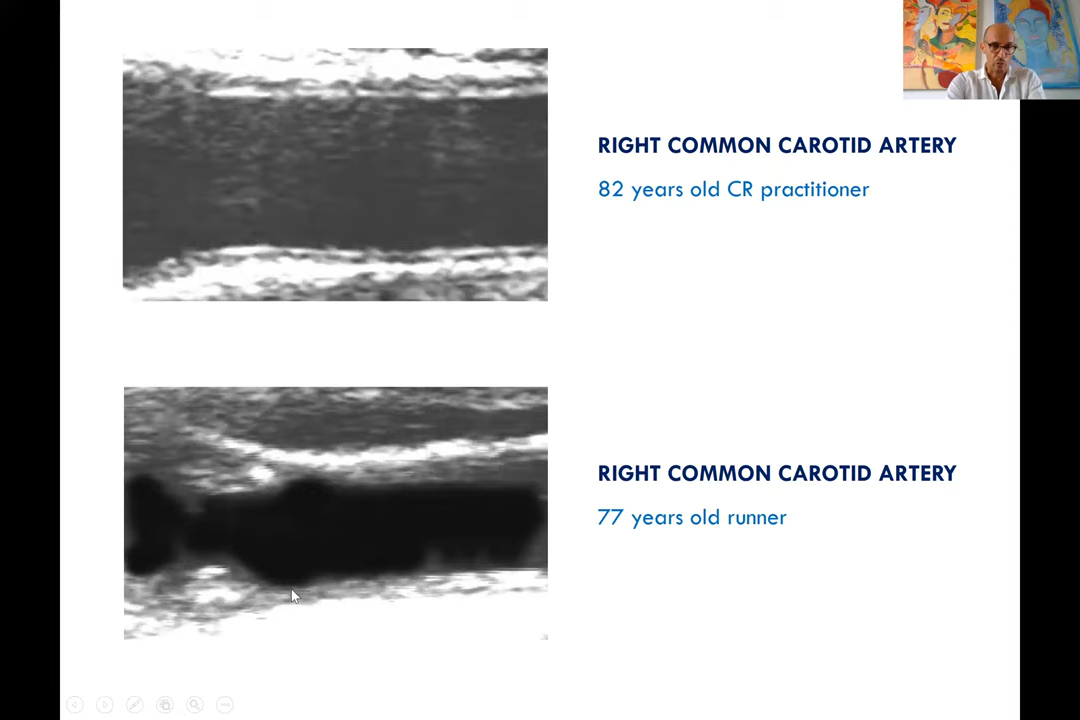 RIGHT COMMON CAROTID ARTERY
82 years old CR practitioner
RIGHT COMMON CAROTID ARTERY
77 years old runner